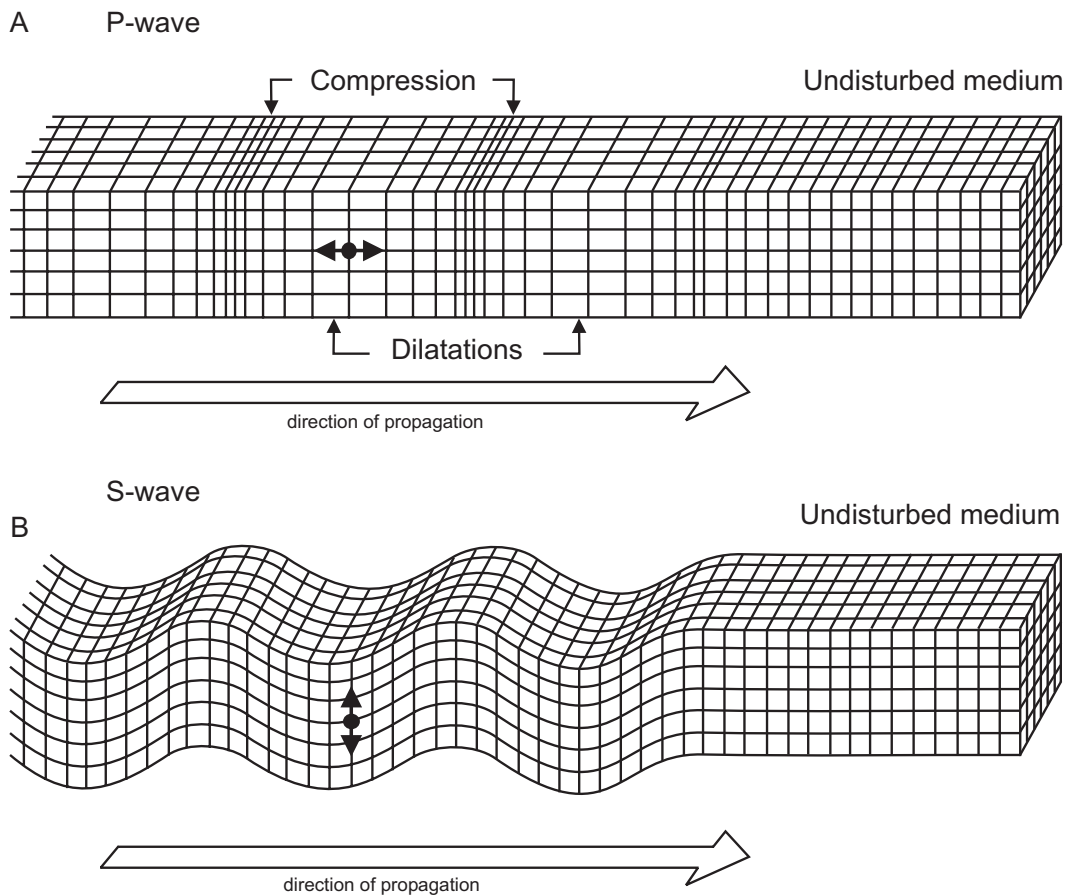 A P-wave
Compression
Undisturbed medium
Dilatations
direction of propagation
S-wave
B
Undisturbed medium
direction of propagation